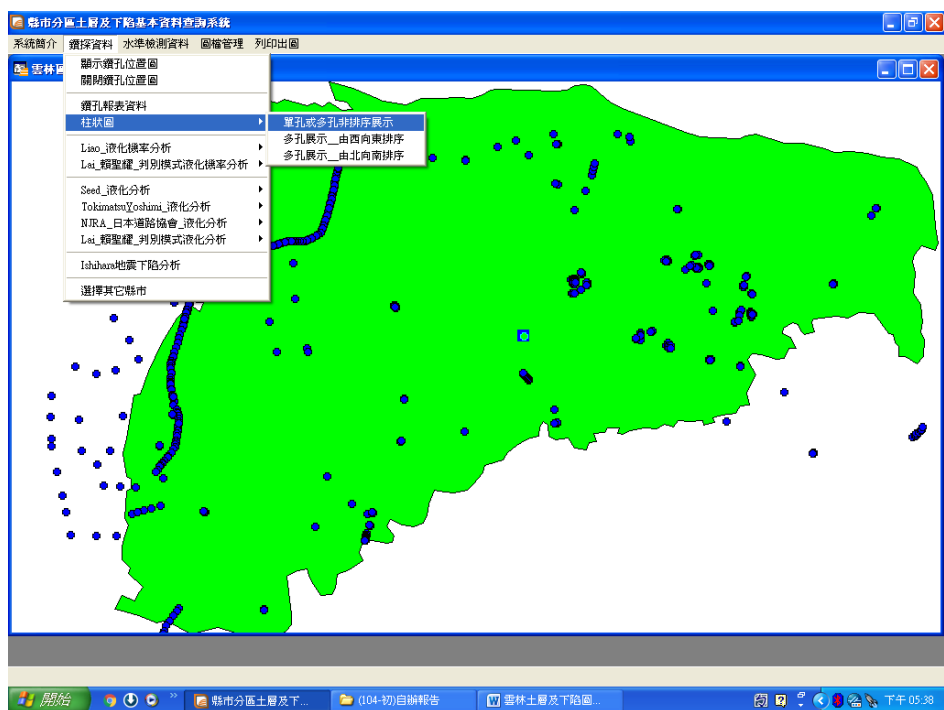 縣市分區土層及下陷基本資料查詢系統
系統簡介 鑽探資料 水準檢測資料 圖檔管理 列印出圖
雲林
顯示鑽孔位置圖
關閉鑽孔位置圖
鑽孔報表資料
柱狀圖
單孔或多孔非排序展示
多孔展示__由西向東排序
多孔展示__由北向南排序
Liao_液化機率分析
Lai_賴聖耀_判別模式液化機率分析
Seed_液化分析
TokimatsuYoshimi_液化分析
NJRA_日本道路協會_液化分析
Lai_賴聖耀_判別模式液化分析
Ishihara地震下陷分析
選擇其它縣市
開始 縣市分區土層及下... (104-初)自辦報告 雲林土層及下陷圖... 下午 05:38